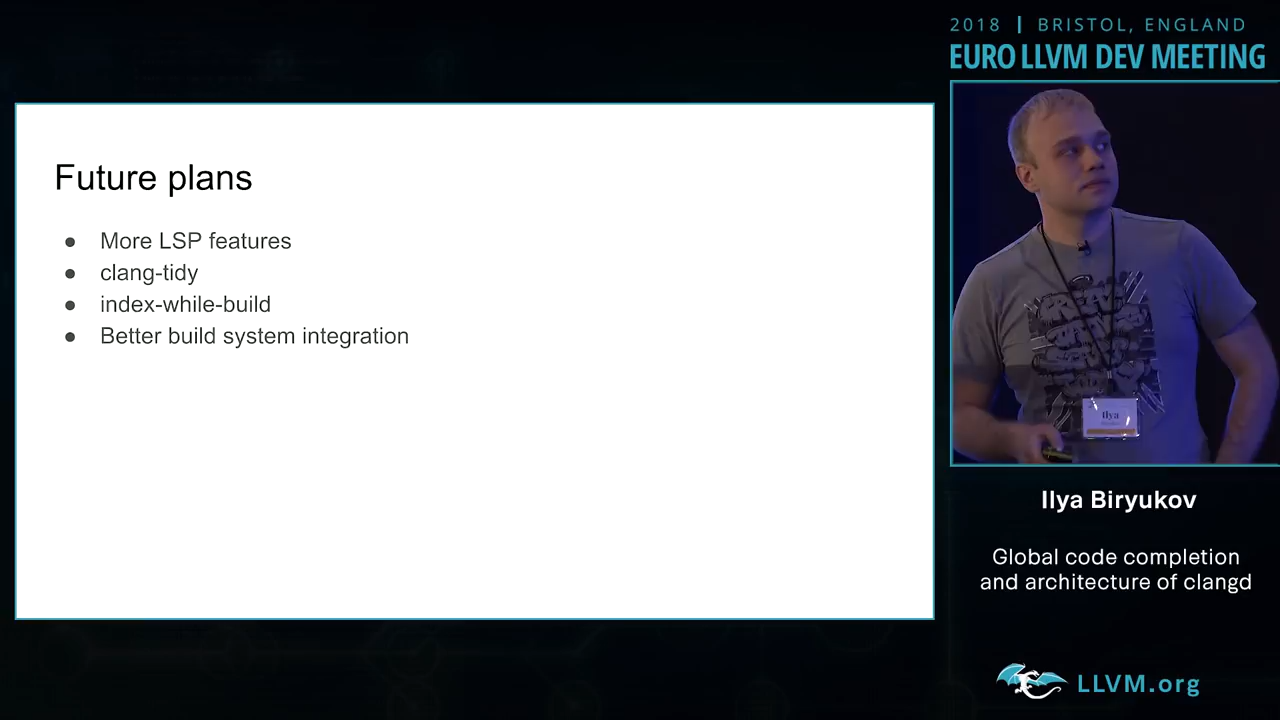 2018 | BRISTOL, ENGLAND
EURO LLVM DEV MEETING
Future plans
● More LSP features
● clang-tidy
● index-while-build
● Better build system integration
Ilya
Ilya Biryukov
Global code completion
and architecture of clangd
LLVM.org